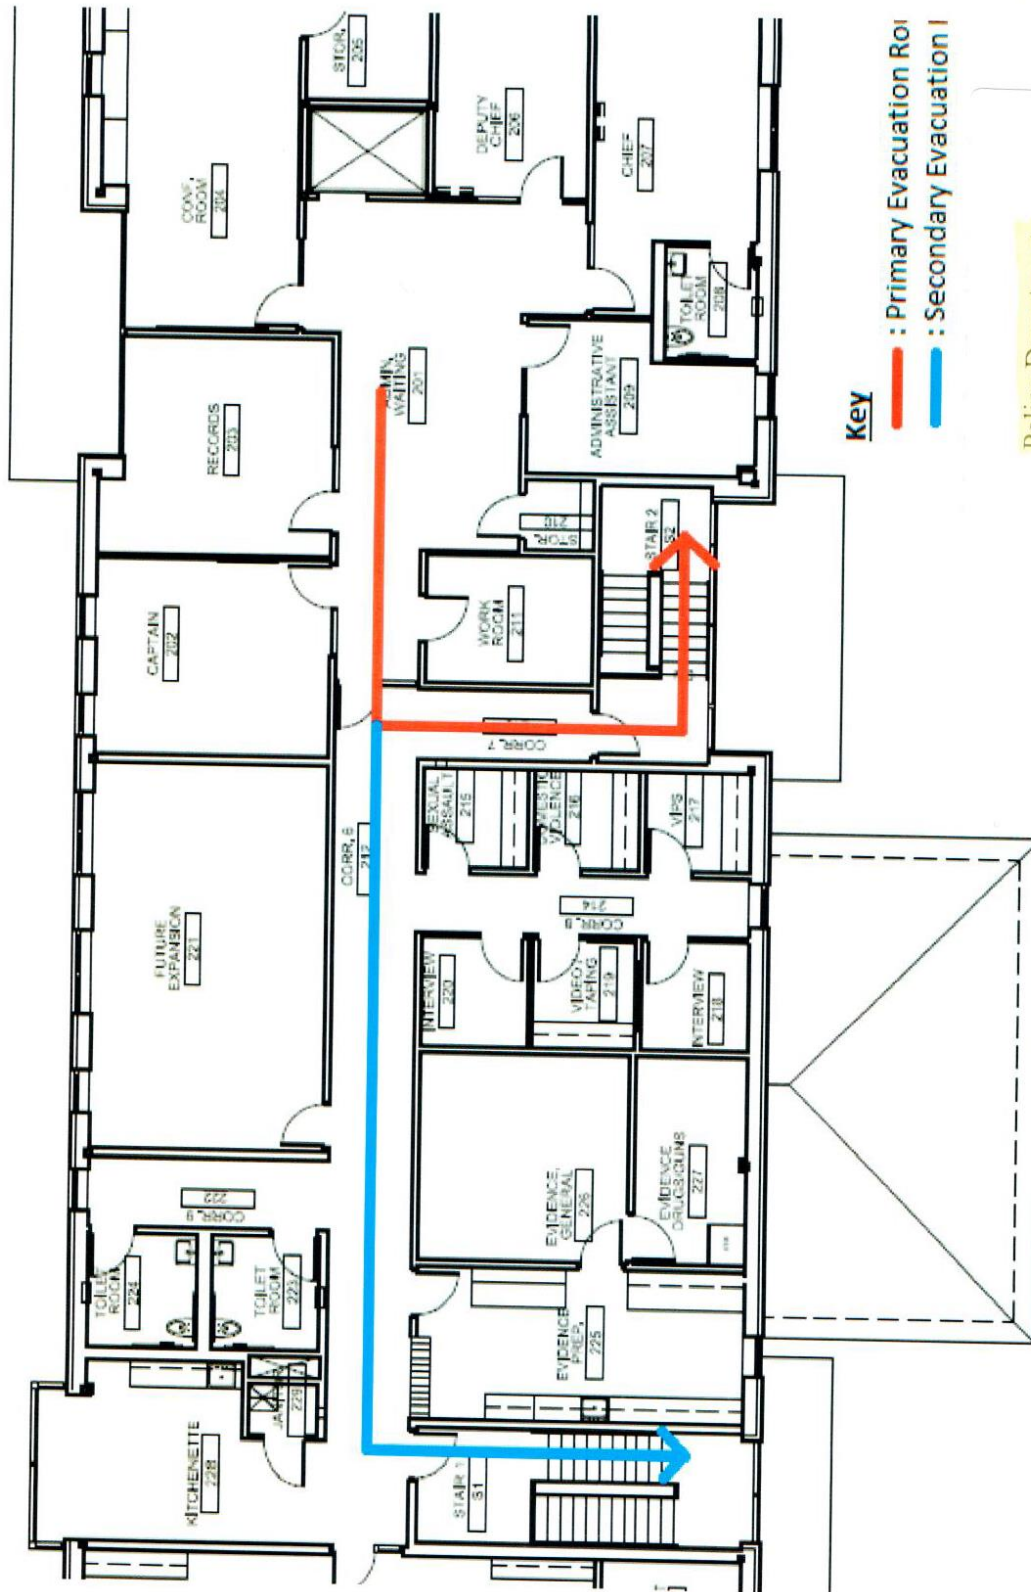 STOR.
205
CONF.
ROOM
204
DEPUTY
CHIEF
206
CHIEF
207
TOILET
ROOM
208
RECORDS
203
WAITING
201
ADMINISTRATIVE
ASSISTANT
209
STOR.
210
STAIR 2
S2
CAPTAIN
202
WORK
ROOM
211
CORR. 7
CORR. 6
212
FUTURE
EXPANSION
221
SEXUAL
ASSAULT
215
VIOLENCE
216
VIPS
217
CORR. 8
214
INTERVIEW
220
VIDEO
TAPING
219
INTERVIEW
218
EVIDENCE,
GENERAL
226
EVIDENCE
DRUGS/GUNS
227
CORR. 9
222
TOILET
ROOM
224
TOILET
ROOM
223
EVIDENCE
PREP.
225
KITCHENETTE
228
229
STAIR 1
S1
Key
: Primary Evacuation
: Secondary Evacuation